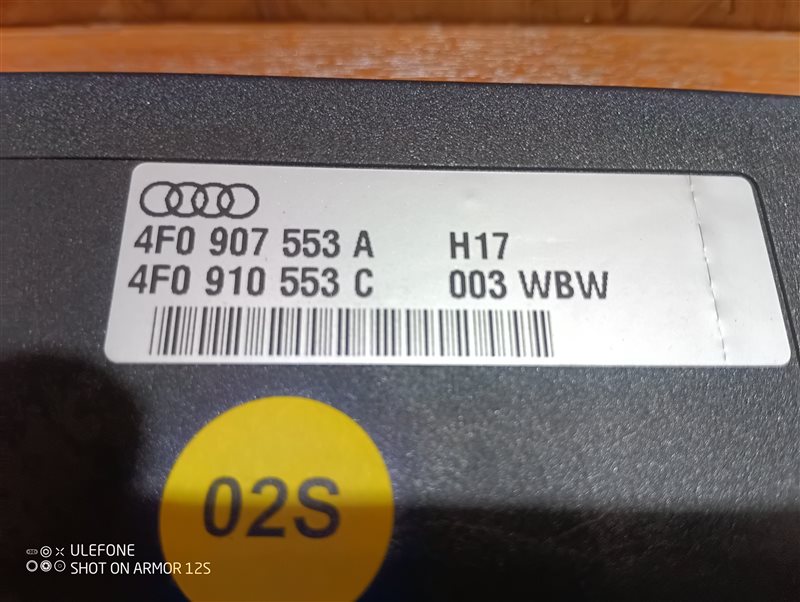 4F0 907 553 A H17
4F0 910 553 C 003 WBW
02S
ULEFONE
SHOT ON ARMOR 12S